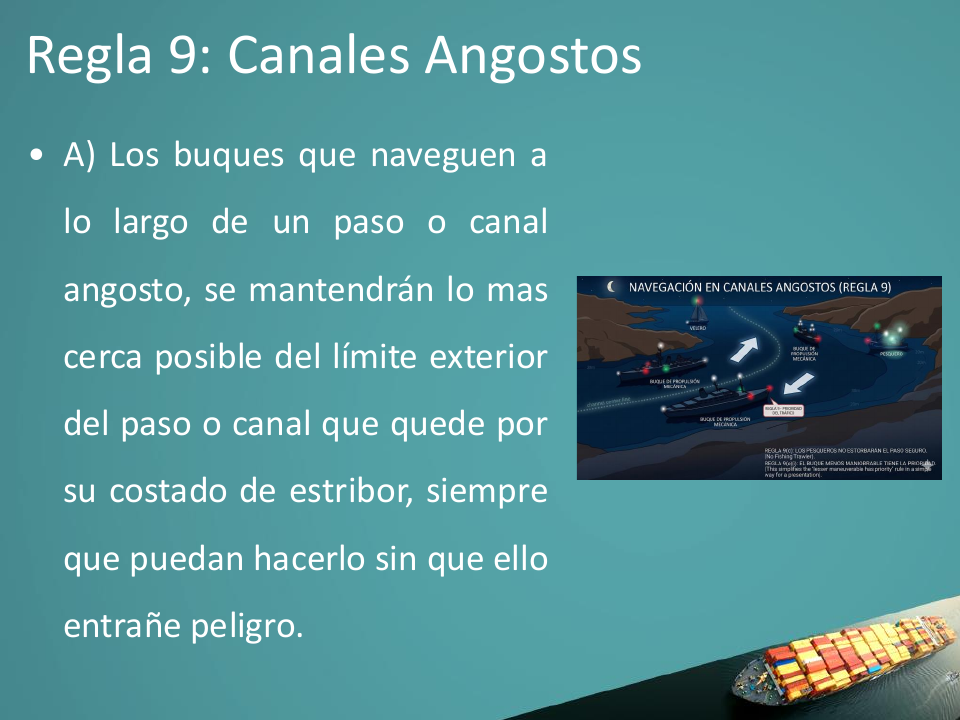 Regla 9: Canales Angostos
• A) Los buques que naveguen a
lo largo de un paso o canal
angosto, se mantendrán lo mas
cerca posible del límite exterior
del paso o canal que quede por
su costado de estribor, siempre
que puedan hacerlo sin que ello
entrañe peligro.
NAVEGACIÓN EN CANALES ANGOSTOS (REGLA 9)
VELERO
BUQUE DE
PROPULSIÓN
MECÁNICA
PESQUERO
BUQUE DE PROPULSIÓN
MECÁNICA
BUQUE DE PROPULSIÓN
MECÁNICA
REGLA 9 - PRIORIDAD
DEL TRÁFICO
REGLA 9(c): LOS PESQUEROS NO ESTORBARÁN EL PASO SEGURO.
(No Fishing Trawler).
REGLA 9(e)(i): EL BUQUE MENOS MANIOBRABLE TIENE LA PRIORIDAD.
(This simplifies the "lesser maneuverable has priority" rule in a simple
way for a presentation).